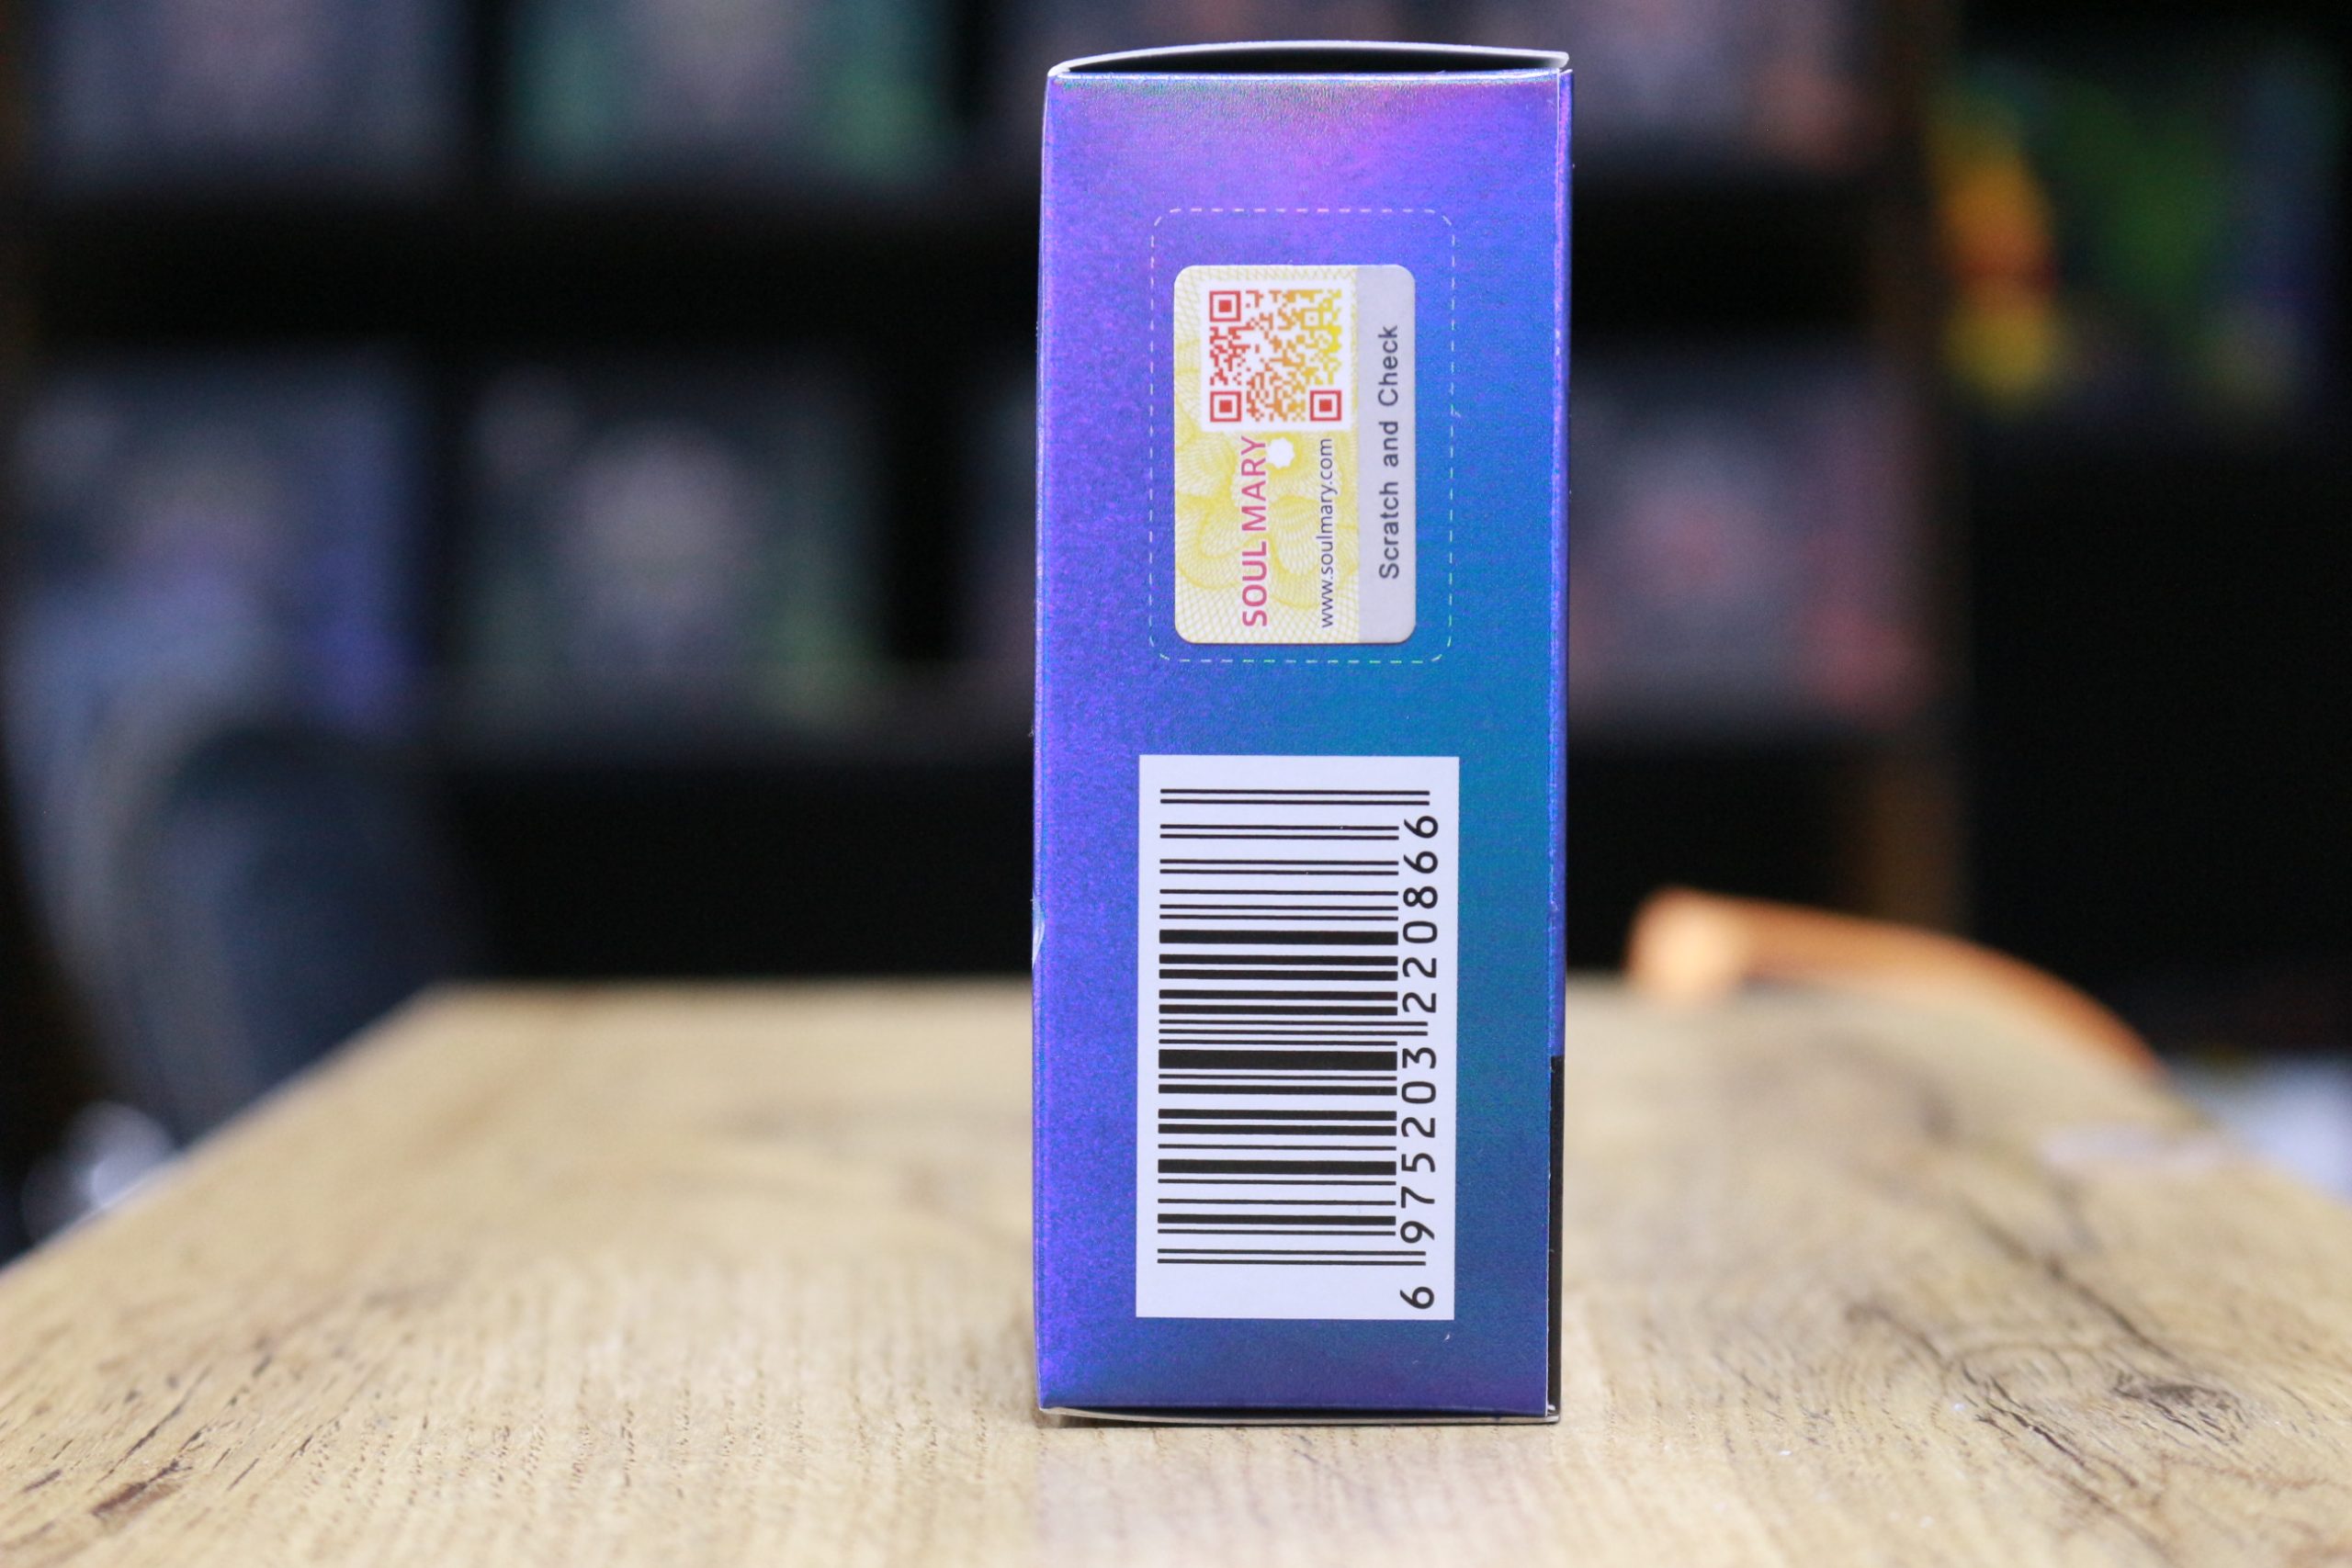 SOUL MARY
www.soulmary.com
Scratch and Check
6 975203 220866